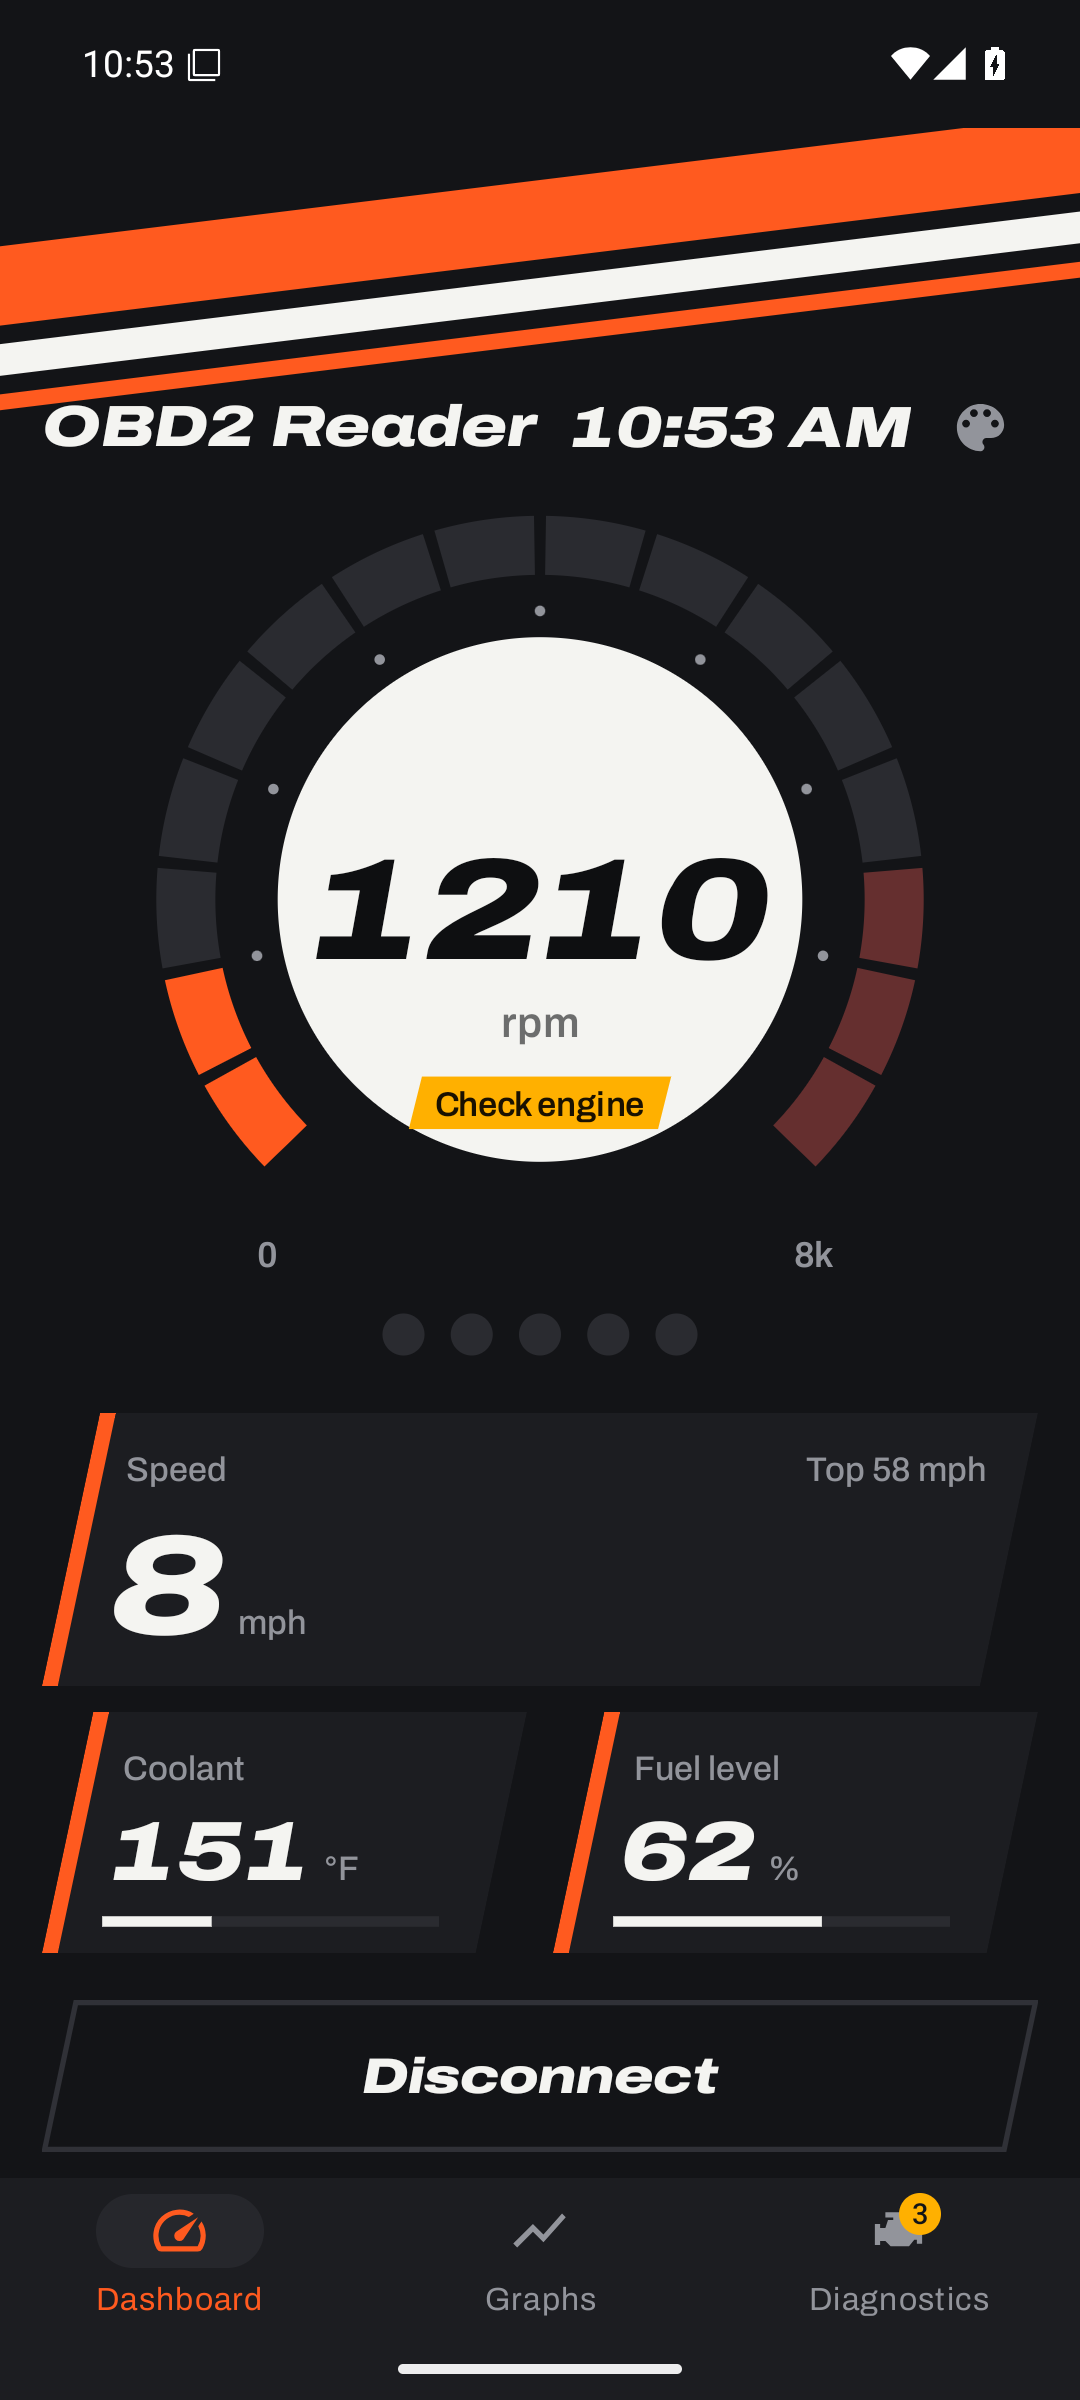 10:53
OBD2 Reader 10:53 AM
1210
rpm
Check engine
0 8k
Speed Top 58 mph
8 mph
Coolant Fuel level
151 °F 62 %
Disconnect
3
Dashboard Graphs Diagnostics